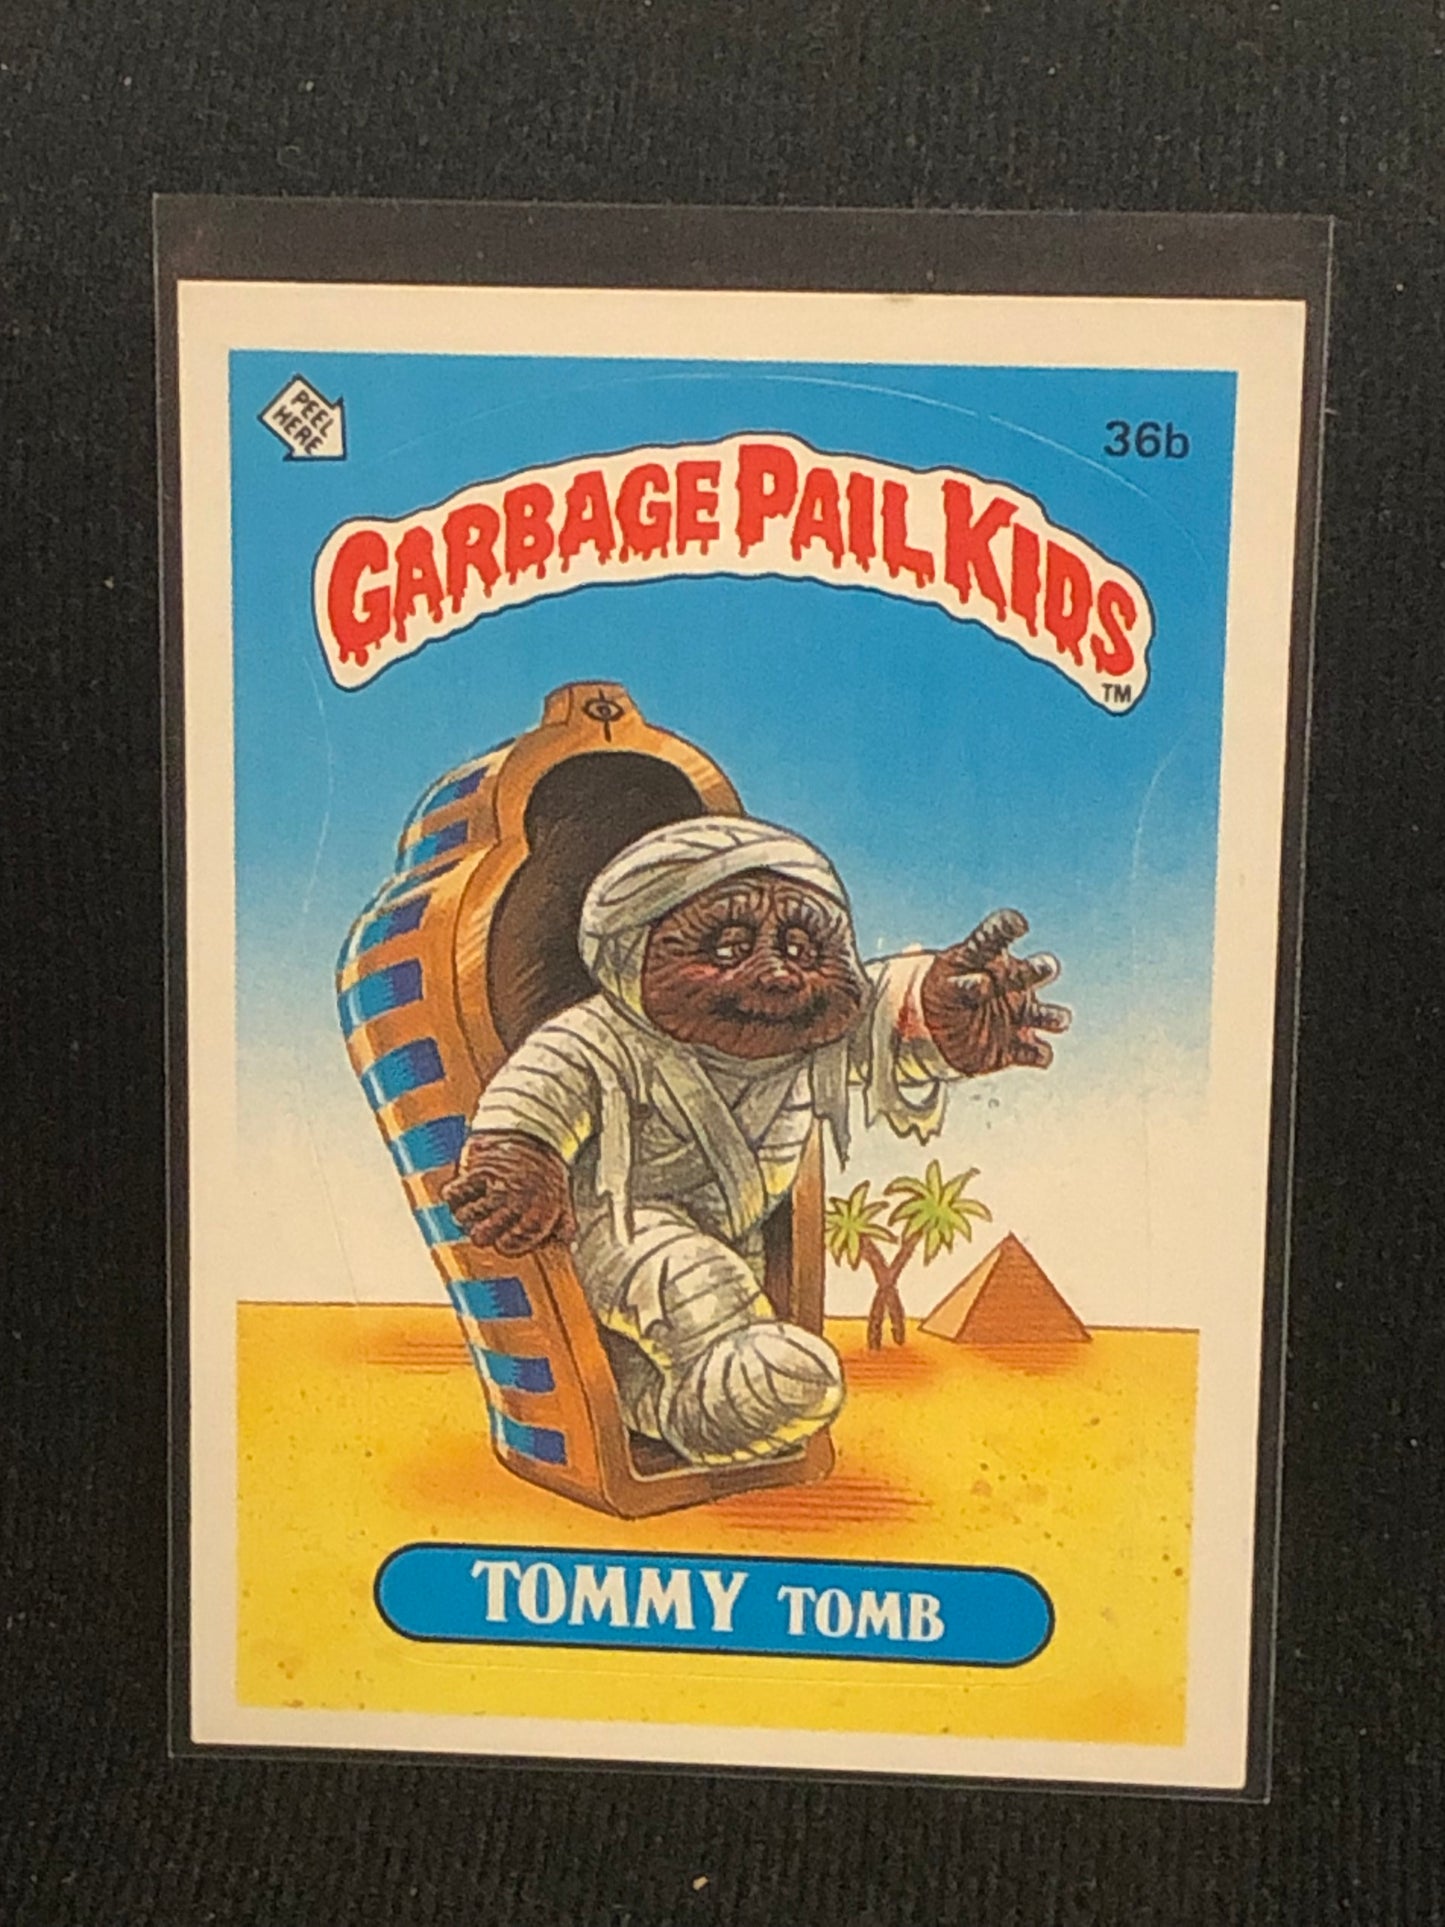 PEEL
HERE
36b
GARBAGE PAIL KIDS
TM
TOMMY TOMB